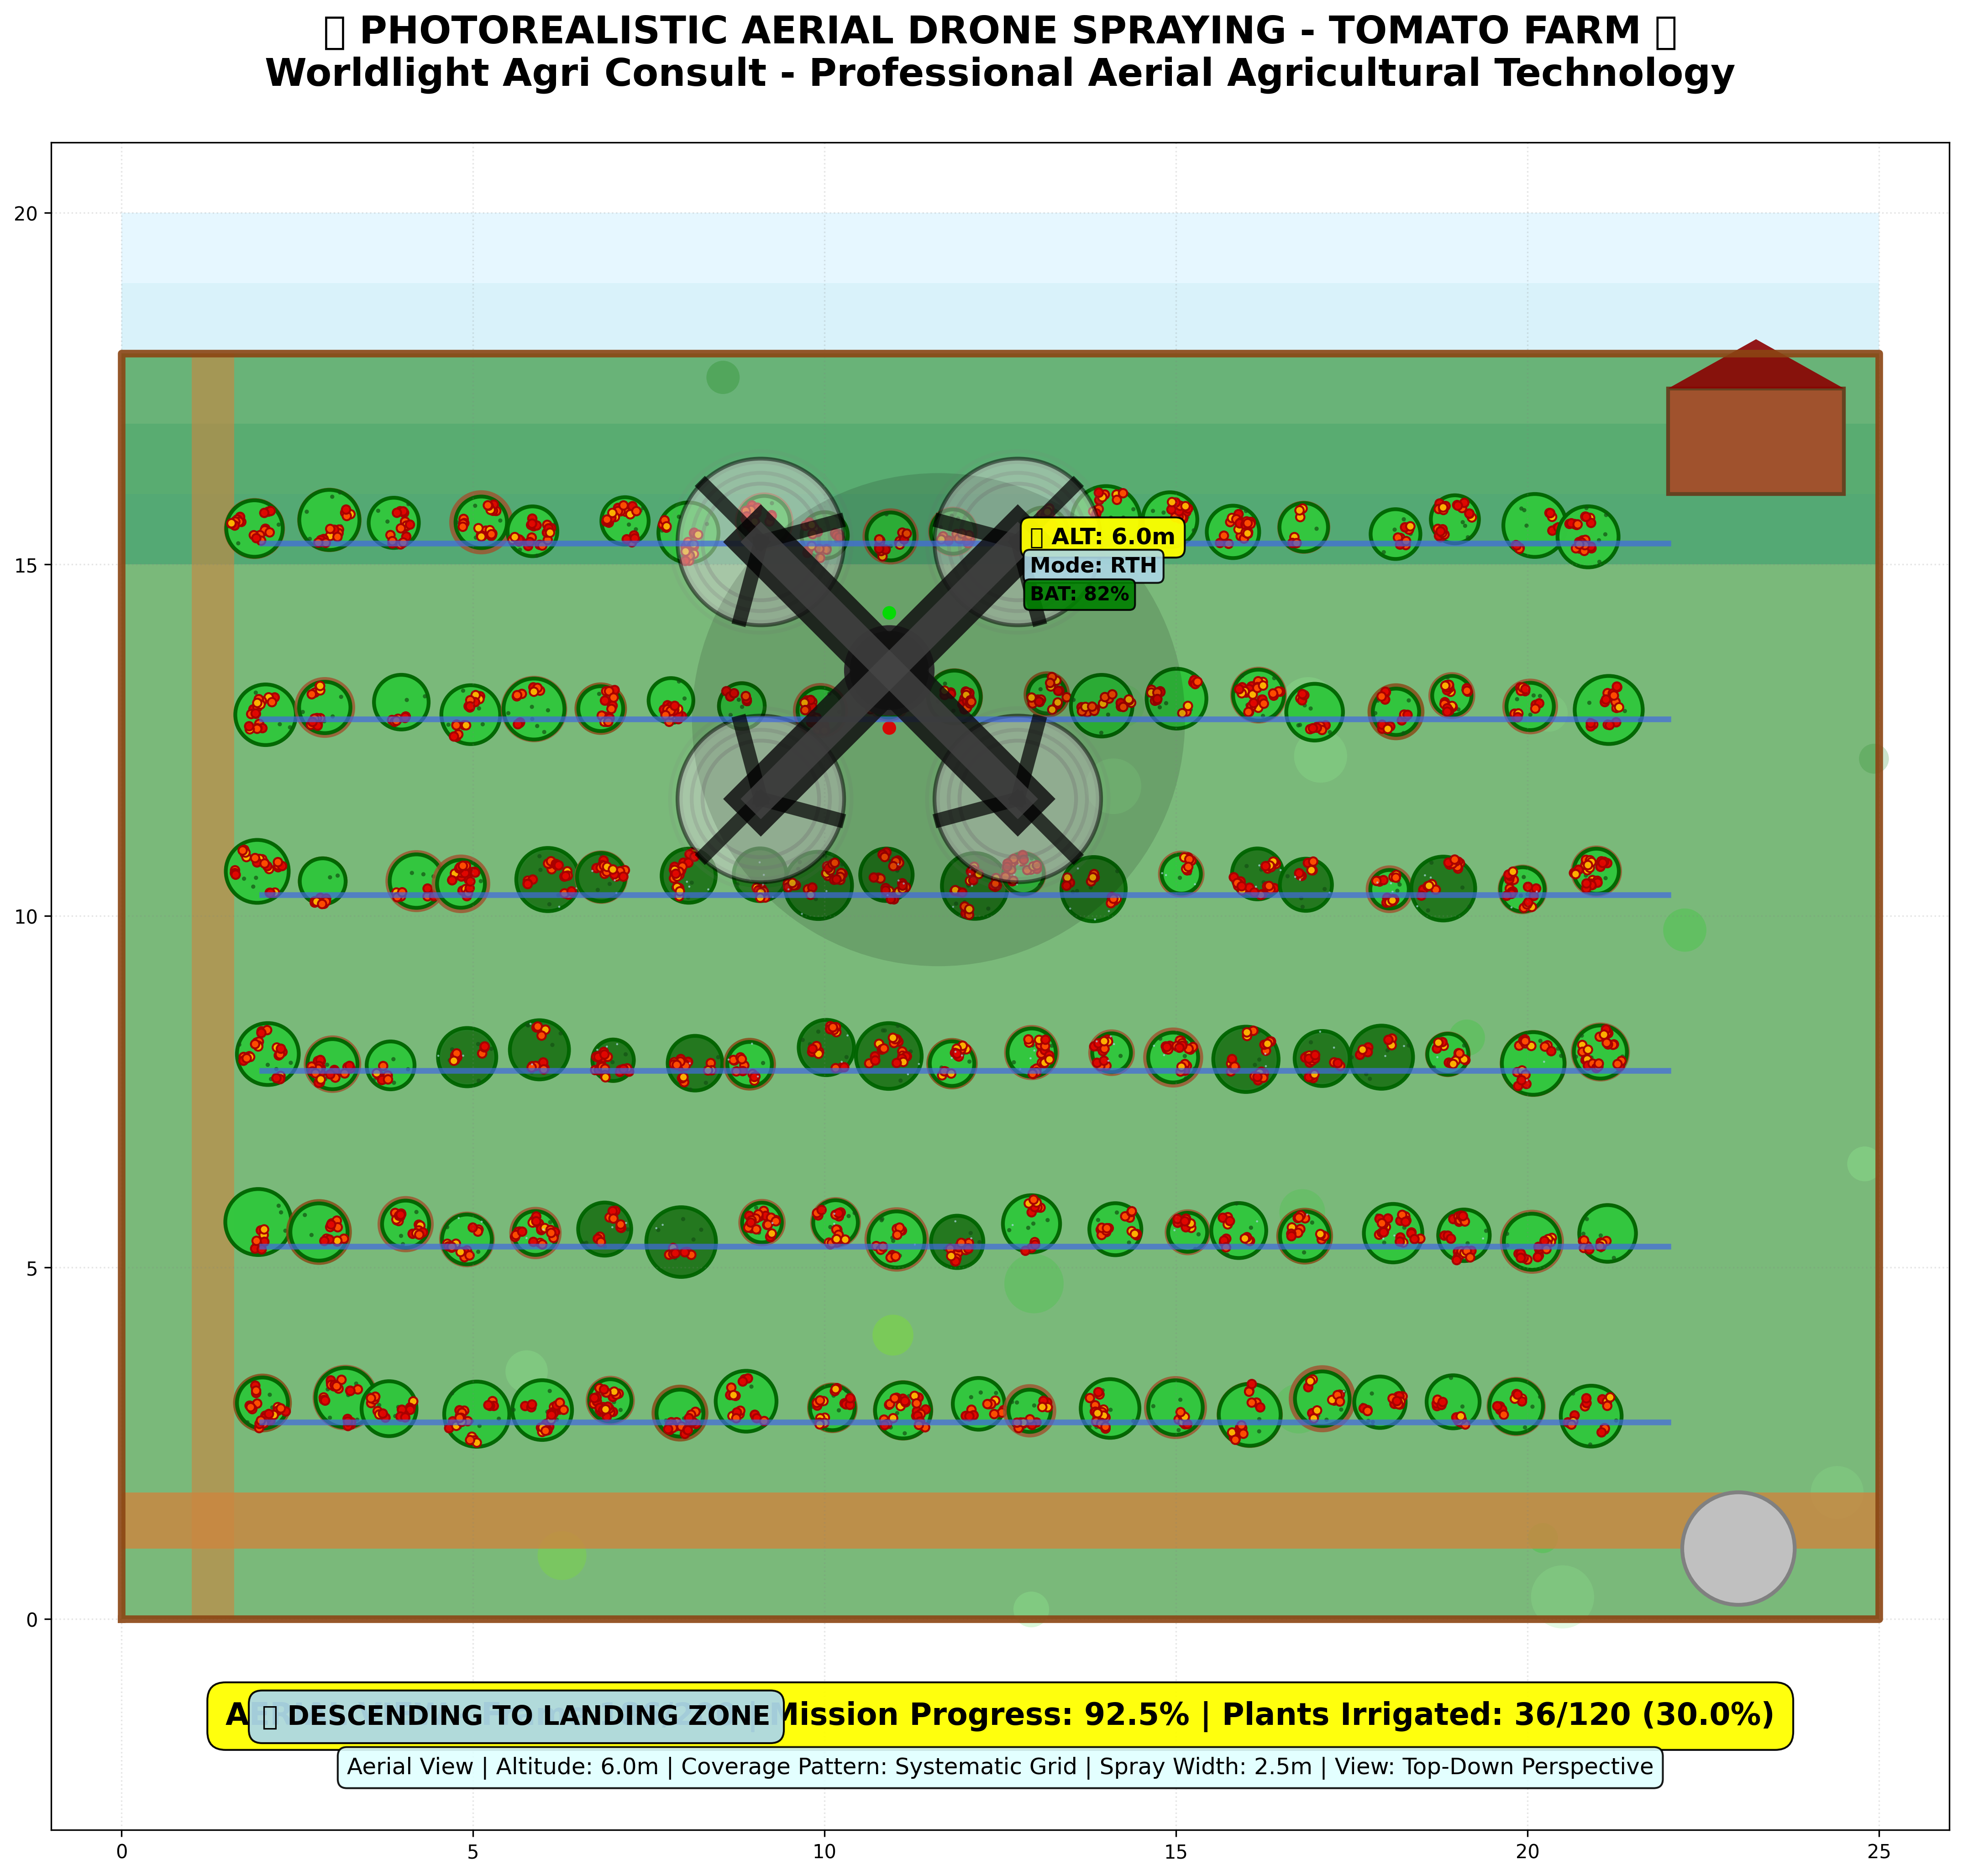 PHOTOREALISTIC AERIAL DRONE SPRAYING - TOMATO FARM
Worldlight Agri Consult - Professional Aerial Agricultural Technology
20
15
10
5
0
ALT: 6.0m
Mode: RTH
BAT: 82%
DESCENDING TO LANDING ZONE
Mission Progress: 92.5% | Plants Irrigated: 36/120 (30.0%)
Aerial View | Altitude: 6.0m | Coverage Pattern: Systematic Grid | Spray Width: 2.5m | View: Top-Down Perspective
0
5
10
15
20
25